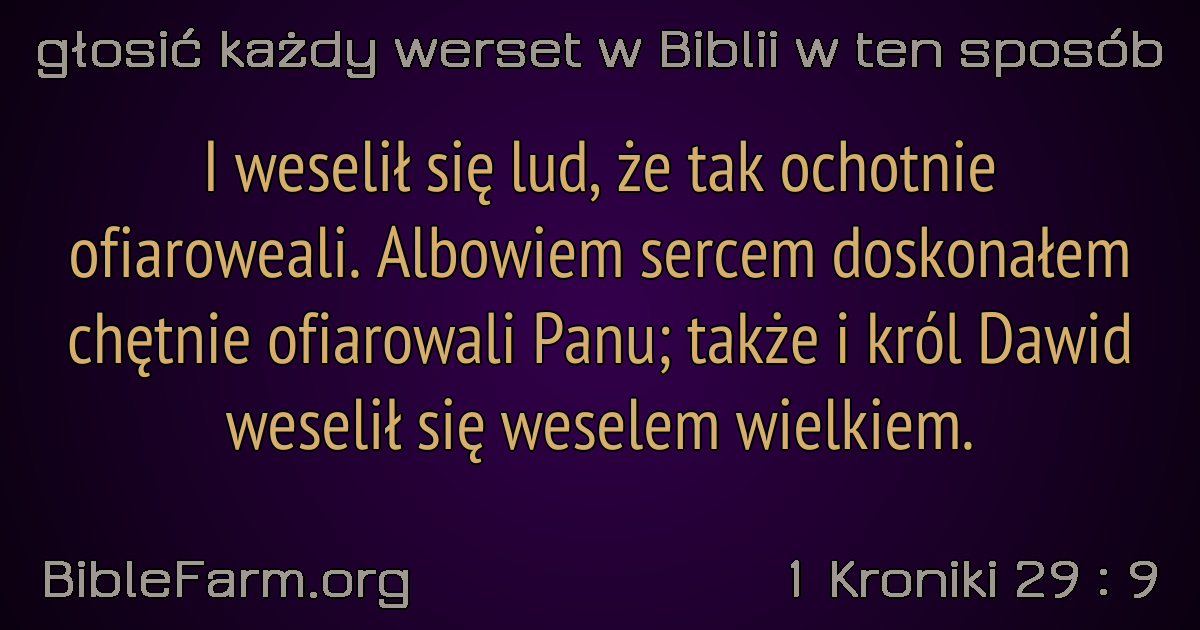 głosić każdy werset w Biblii w ten sposób
I weselił się lud, że tak ochotnie
ofiaroweali. Albowiem sercem doskonałem
chętnie ofiarowali Panu; także i król Dawid
weselił się weselem wielkiem.
BibleFarm.org
1 Kroniki 29 : 9